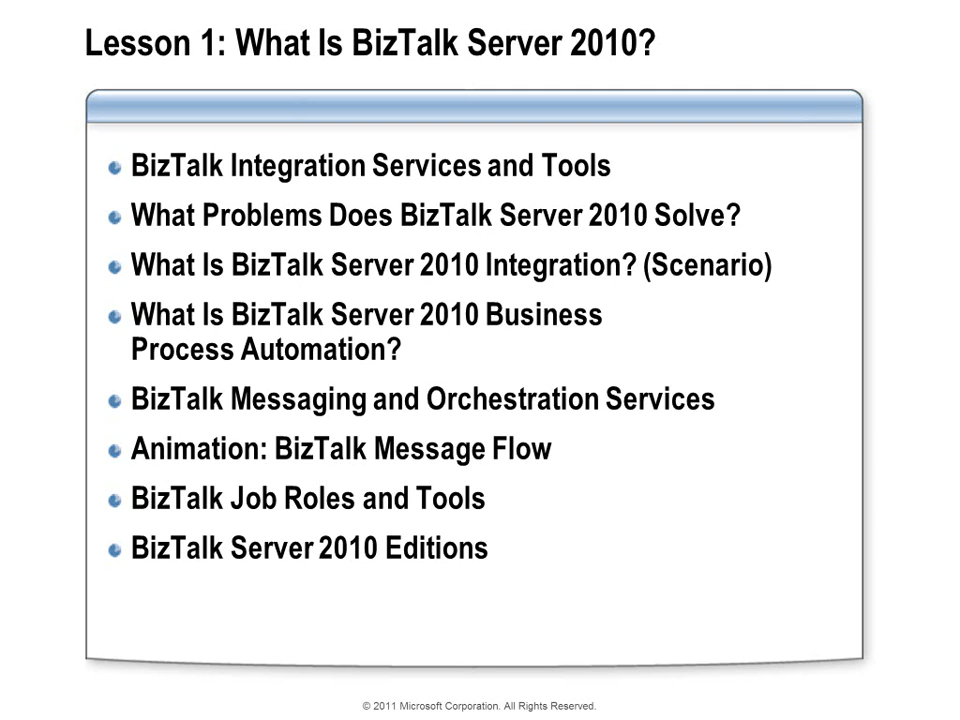 Lesson 1: What Is BizTalk Server 2010?
BizTalk Integration Services and Tools
What Problems Does BizTalk Server 2010 Solve?
What Is BizTalk Server 2010 Integration? (Scenario)
What Is BizTalk Server 2010 Business
Process Automation?
BizTalk Messaging and Orchestration Services
Animation: BizTalk Message Flow
BizTalk Job Roles and Tools
BizTalk Server 2010 Editions
© 2011 Microsoft Corporation. All Rights Reserved.